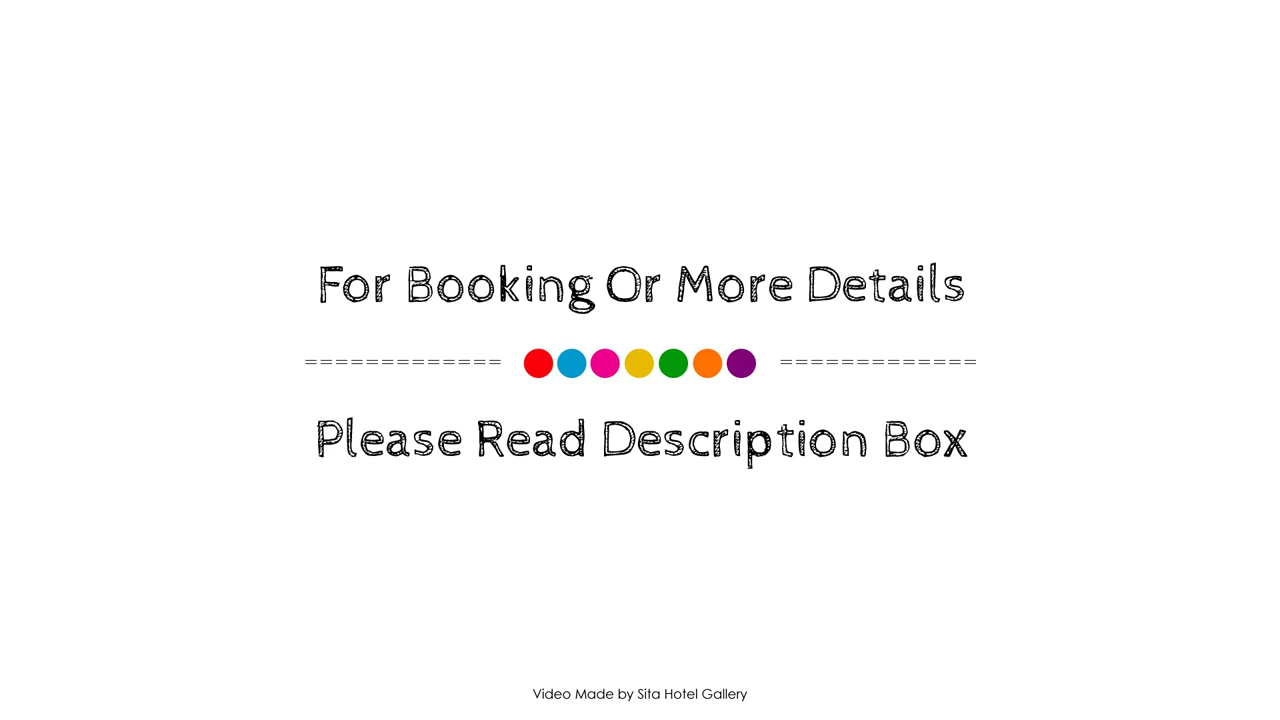 For Booking Or More Details
============= =============
Please Read Description Box
Video Made by Sita Hotel Gallery